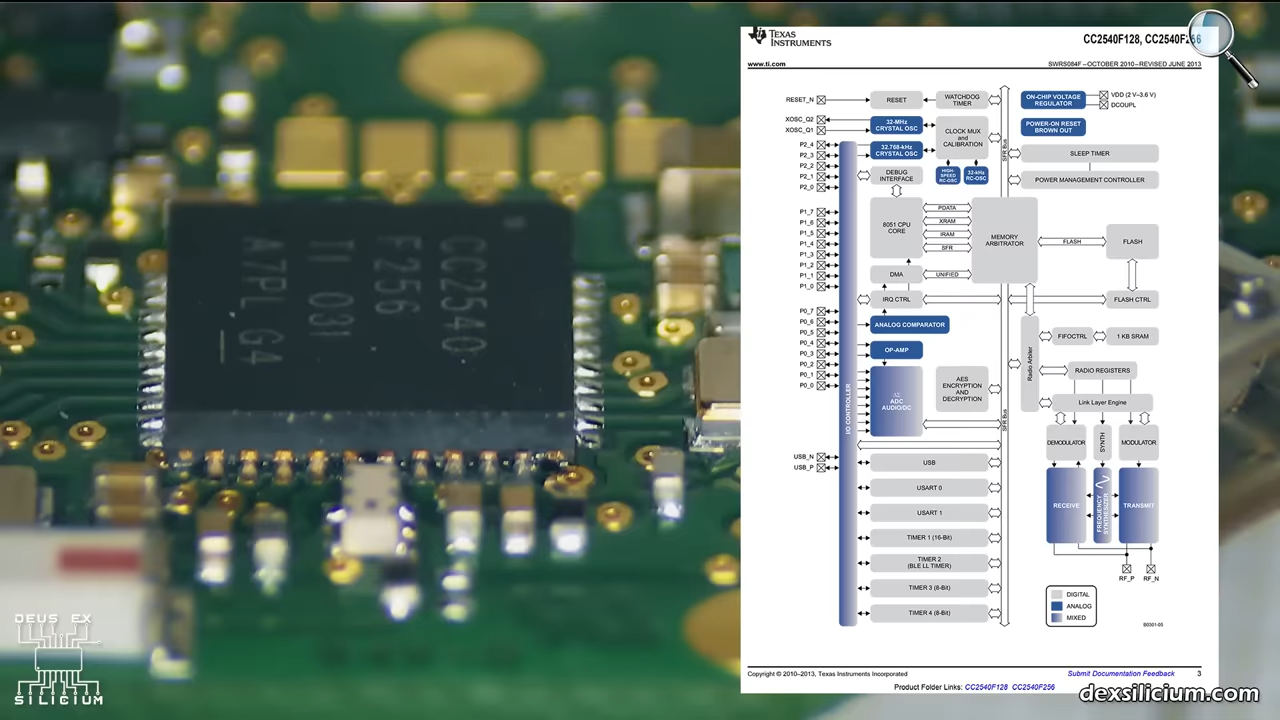 TEXAS
INSTRUMENTS
CC2540F128, CC2540F256
www.ti.com
SWRS084F – OCTOBER 2010 – REVISED JUNE 2013
RESET_N
RESET
WATCHDOG
TIMER
ON-CHIP VOLTAGE
REGULATOR
VDD (2 V–3.6 V)
DCOUPL
XOSC_Q2
XOSC_Q1
32-MHz
CRYSTAL OSC
CLOCK MUX
and
CALIBRATION
POWER-ON RESET
BROWN OUT
P2_4
P2_3
P2_2
P2_1
P2_0
32.768-kHz
CRYSTAL OSC
SFR Bus
SLEEP TIMER
DEBUG
INTERFACE
HIGH-
SPEED
RC-OSC
32-kHz
RC-OSC
POWER MANAGEMENT CONTROLLER
P1_7
P1_6
P1_5
P1_4
P1_3
P1_2
P1_1
P1_0
8051 CPU
CORE
PDATA
XRAM
IRAM
SFR
MEMORY
ARBITRATOR
FLASH
FLASH
DMA
UNIFIED
IRQ CTRL
FLASH CTRL
P0_7
P0_6
P0_5
P0_4
P0_3
P0_2
P0_1
P0_0
ANALOG COMPARATOR
OP-AMP
Radio Arbiter
FIFOCTRL
1 KB SRAM
I/O CONTROLLER
ΔΣ
ADC
AUDIO/DC
AES
ENCRYPTION
AND
DECRYPTION
RADIO REGISTERS
Link Layer Engine
SFR Bus
DEMODULATOR
SYNTH
MODULATOR
USB_N
USB_P
USB
USART 0
USART 1
TIMER 1 (16-Bit)
TIMER 2
(BLE LL TIMER)
TIMER 3 (8-Bit)
TIMER 4 (8-Bit)
RECEIVE
FREQUENCY
SYNTHESIZER
TRANSMIT
RF_P
RF_N
DIGITAL
ANALOG
MIXED
B0301-05
Copyright © 2010–2013, Texas Instruments Incorporated
Submit Documentation Feedback
3
Product Folder Links: CC2540F128 CC2540F256
DEUS EX
SILICIUM
dexsilicium.com